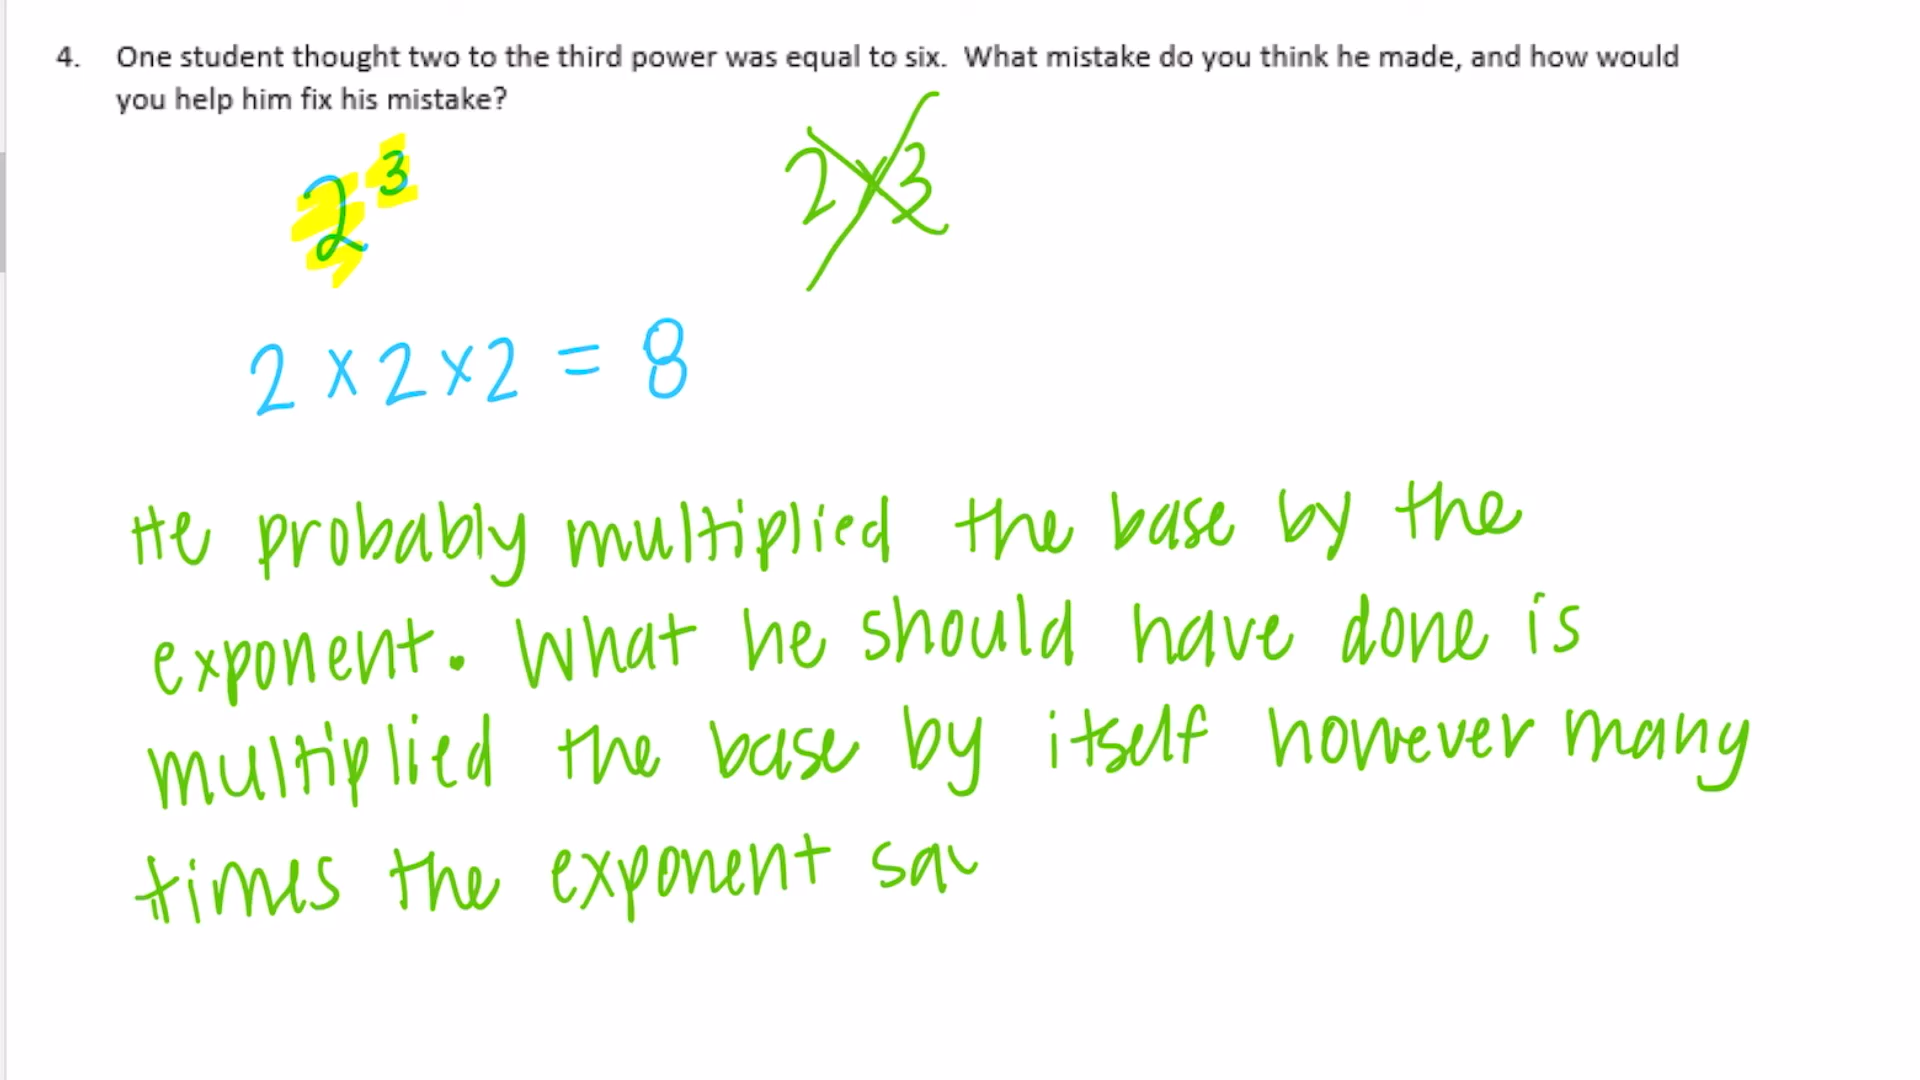 4. One student thought two to the third power was equal to six. What mistake do you think he made, and how would
you help him fix his mistake?
2³ 2x3
2 x 2 x 2 = 8
He probably multiplied the base by the
exponent. What he should have done is
multiplied the base by itself however many
times the exponent